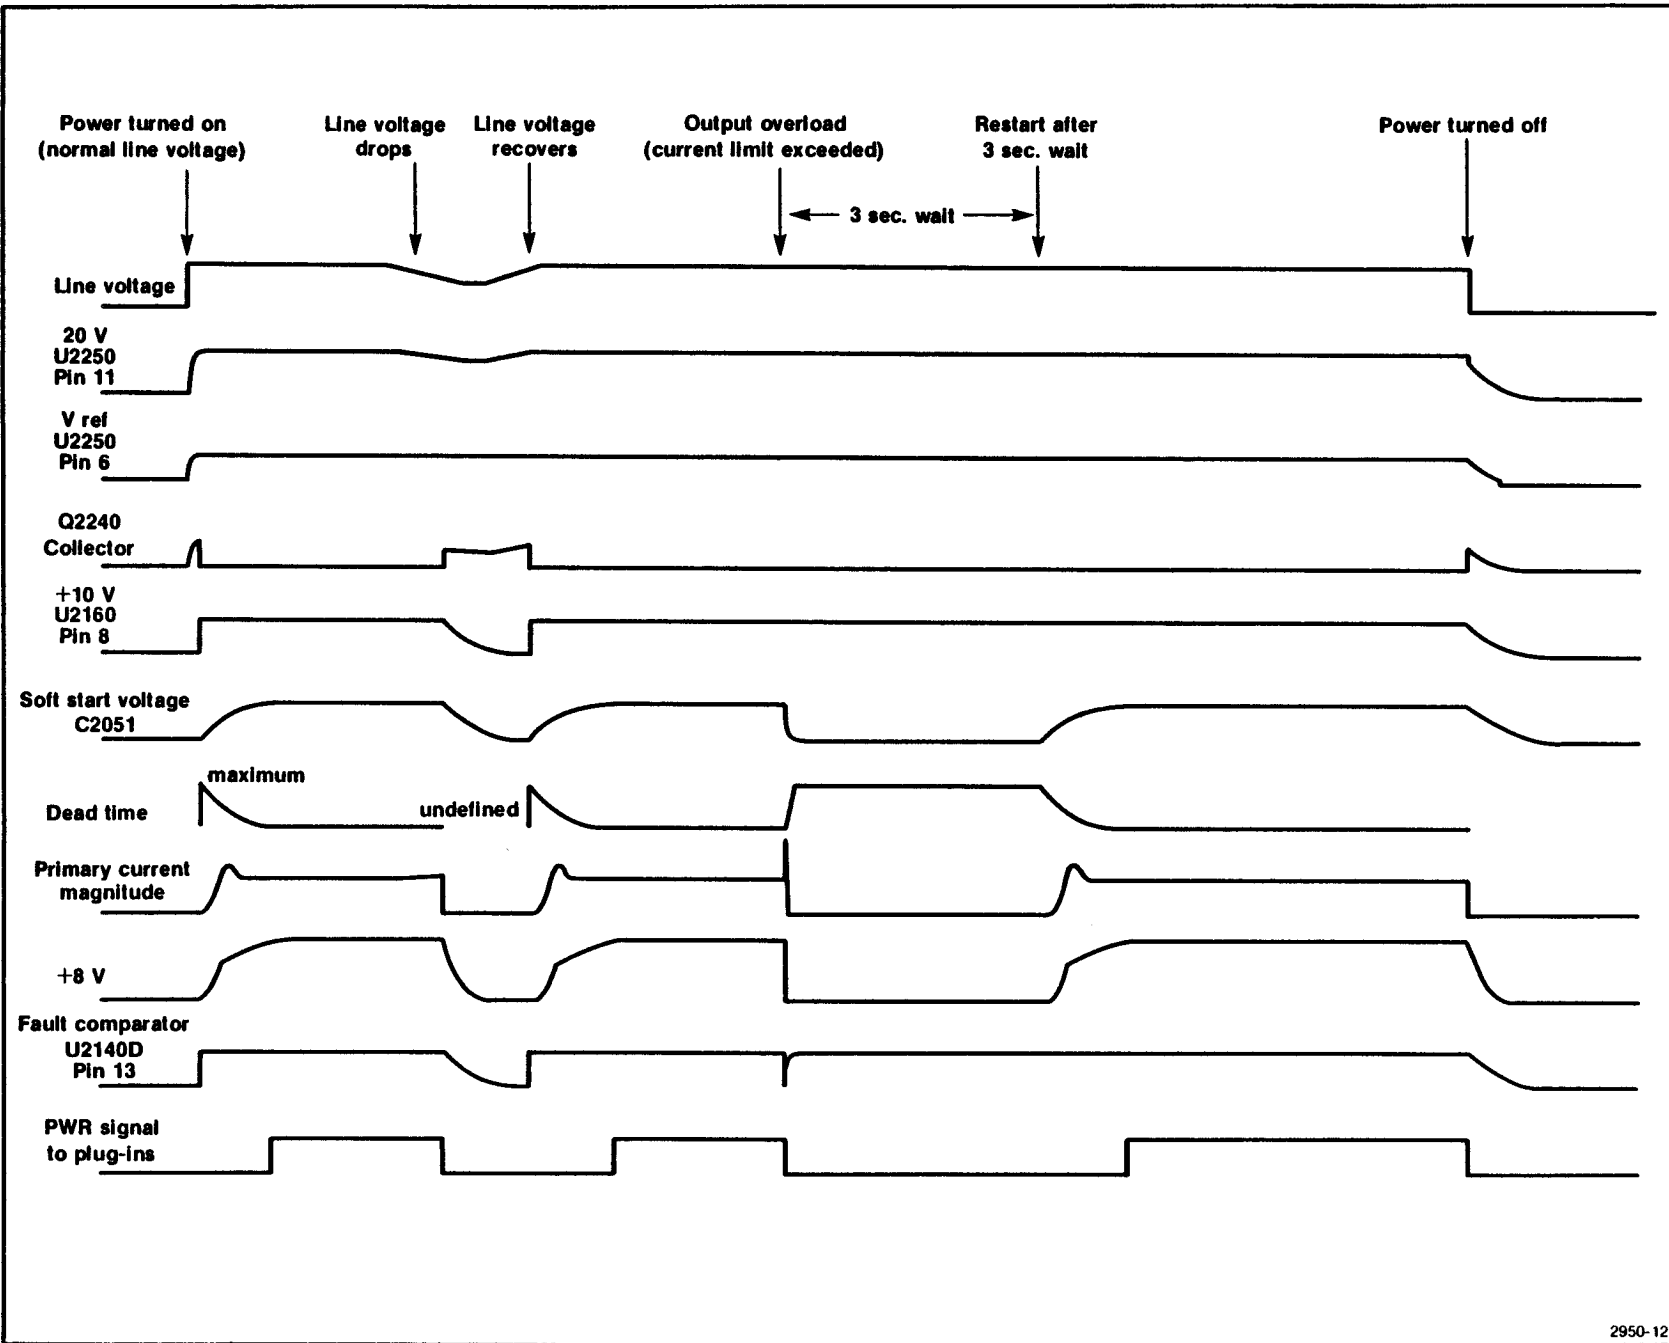 Power turned on
(normal line voltage)
Line voltage
drops
Line voltage
recovers
Output overload
(current limit exceeded)
Restart after
3 sec. wait
Power turned off
3 sec. wait
Line voltage
20 V
U2250
Pin 11
V ref
U2250
Pin 6
Q2240
Collector
+10 V
U2160
Pin 8
Soft start voltage
C2051
maximum
Dead time
undefined
Primary current
magnitude
+8 V
Fault comparator
U2140D
Pin 13
PWR signal
to plug-ins
2950-12